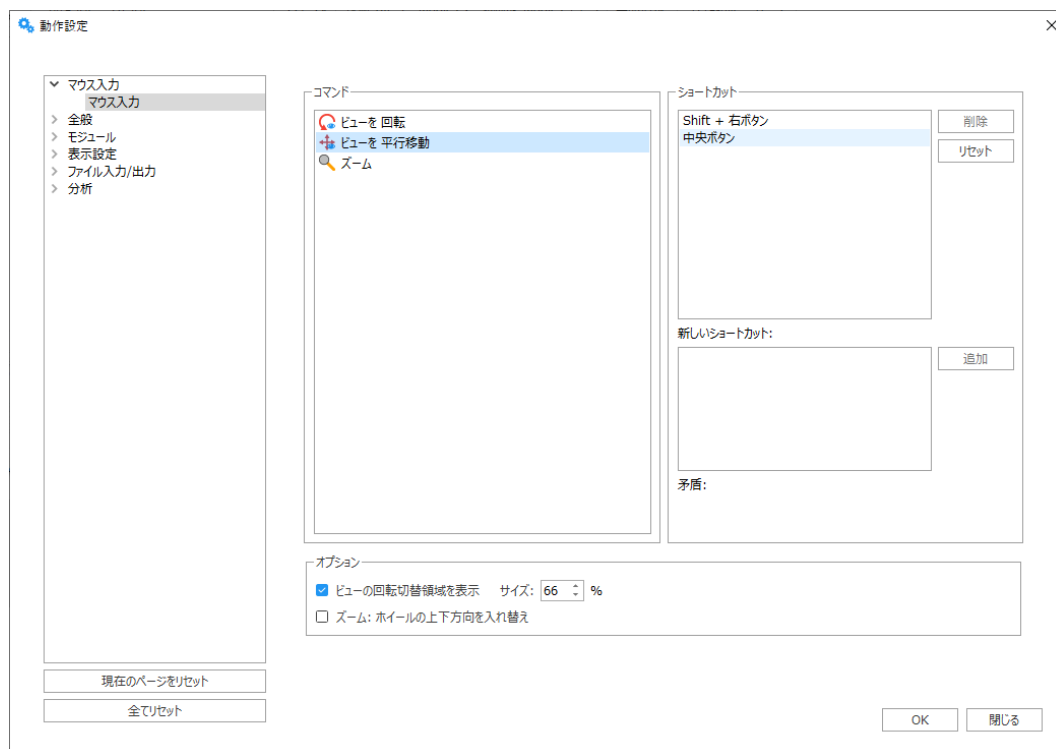 動作設定
マウス入力
マウス入力
全般
モジュール
表示設定
ファイル入力/出力
分析
現在のページをリセット
全てリセット
コマンド
ビューを 回転
ビューを 平行移動
ズーム
ショートカット
Shift + 右ボタン
中央ボタン
削除
リセット
新しいショートカット:
追加
矛盾:
オプション
ビューの回転切替領域を表示 サイズ: 66 %
ズーム: ホイールの上下方向を入れ替え
OK
閉じる